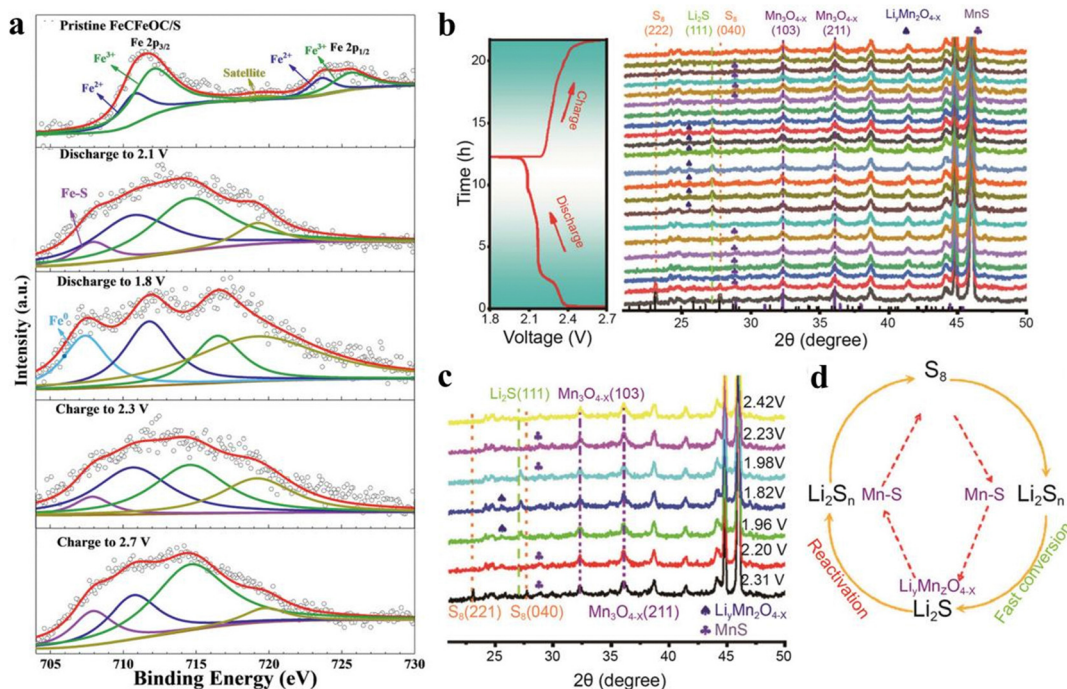 a
Pristine FeCFeOC/S
Fe 2p3/2
Fe3+
Fe2+
Satellite
Fe2+
Fe3+
Fe 2p1/2
Discharge to 2.1 V
Fe-S
Discharge to 1.8 V
Fe0
Charge to 2.3 V
Charge to 2.7 V
Intensity (a.u.)
705 710 715 720 725 730
Binding Energy (eV)
b
20
15
10
5
0
Time (h)
Charge
Discharge
1.8 2.1 2.4 2.7
Voltage (V)
S8 (222)
Li2S (111)
S8 (040)
Mn3O4-X (103)
Mn3O4-X (211)
LiyMn2O4-X
MnS
25 30 35 40 45 50
2θ (degree)
c
Li2S(111) Mn3O4-X(103)
2.42V
2.23V
1.98V
1.82V
1.96 V
2.20 V
2.31 V
S8(221) S8(040) Mn3O4-X(211)
LiyMn2O4-X
MnS
25 30 35 40 45 50
2θ (degree)
d
S8
Li2Sn Mn-S Mn-S Li2Sn
LiyMnzO4-X
Li2S
Reactivation
Fast conversion